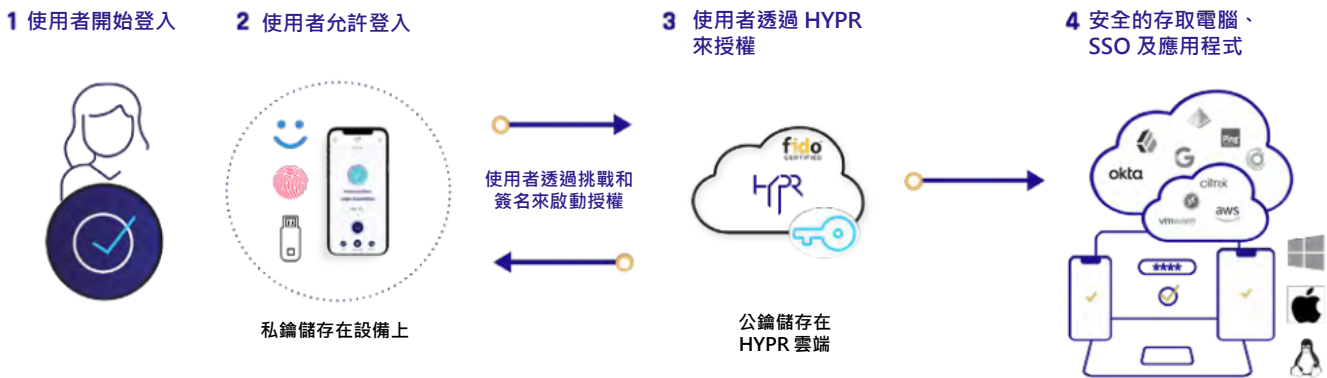 1 使用者開始登入
2 使用者允許登入
私鑰儲存在設備上
使用者透過挑戰和
簽名來啟動授權
3 使用者透過 HYPR
來授權
fido
CERTIFIED
HYPR
公鑰儲存在
HYPR 雲端
4 安全的存取電腦、
SSO 及應用程式
Ping
okta
G
citrix
vmware
aws
****